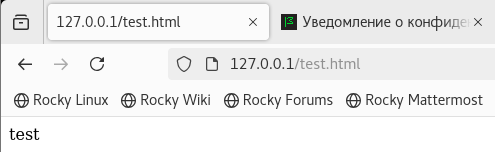 127.0.0.1/test.html Уведомление о конфиде
127.0.0.1/test.html
Rocky Linux Rocky Wiki Rocky Forums Rocky Mattermost
test